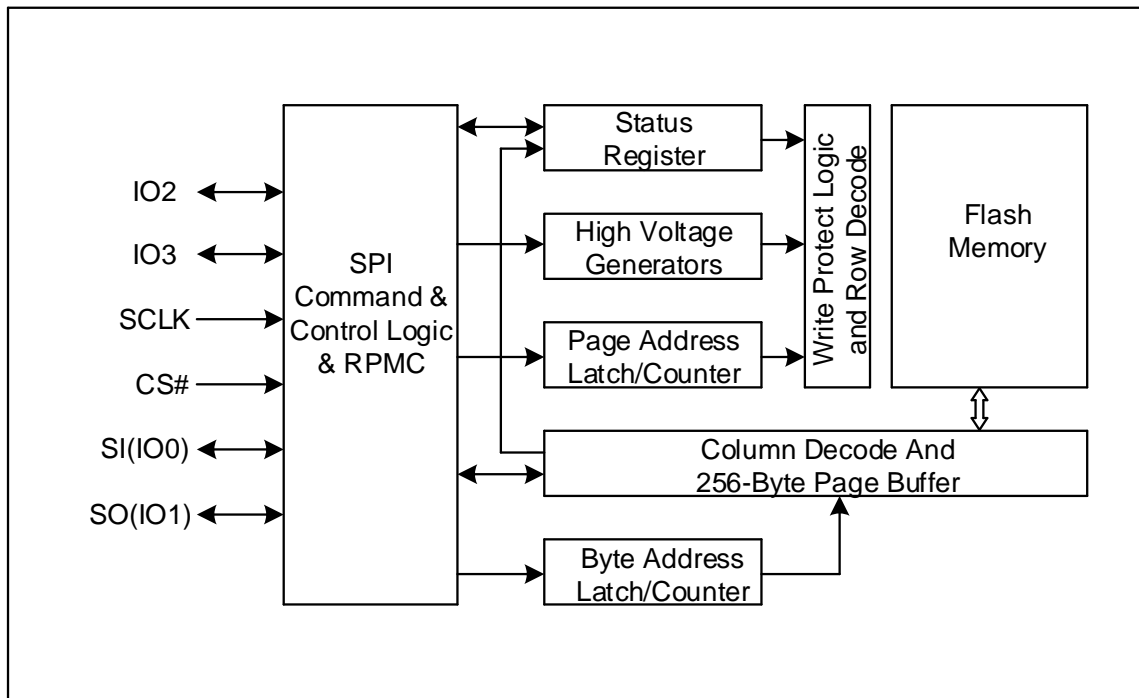 IO2
IO3
SCLK
CS#
SI(IO0)
SO(IO1)
SPI
Command &
Control Logic
& RPMC
Status
Register
High Voltage
Generators
Page Address
Latch/Counter
Write Protect Logic
and Row Decode
Flash
Memory
Column Decode And
256-Byte Page Buffer
Byte Address
Latch/Counter